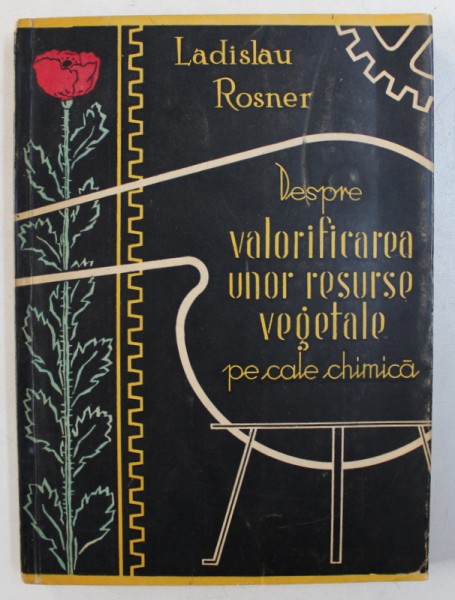 Ladislau
Rosner
Despre
valorificarea
unor resurse
vegetale
pe cale chimică